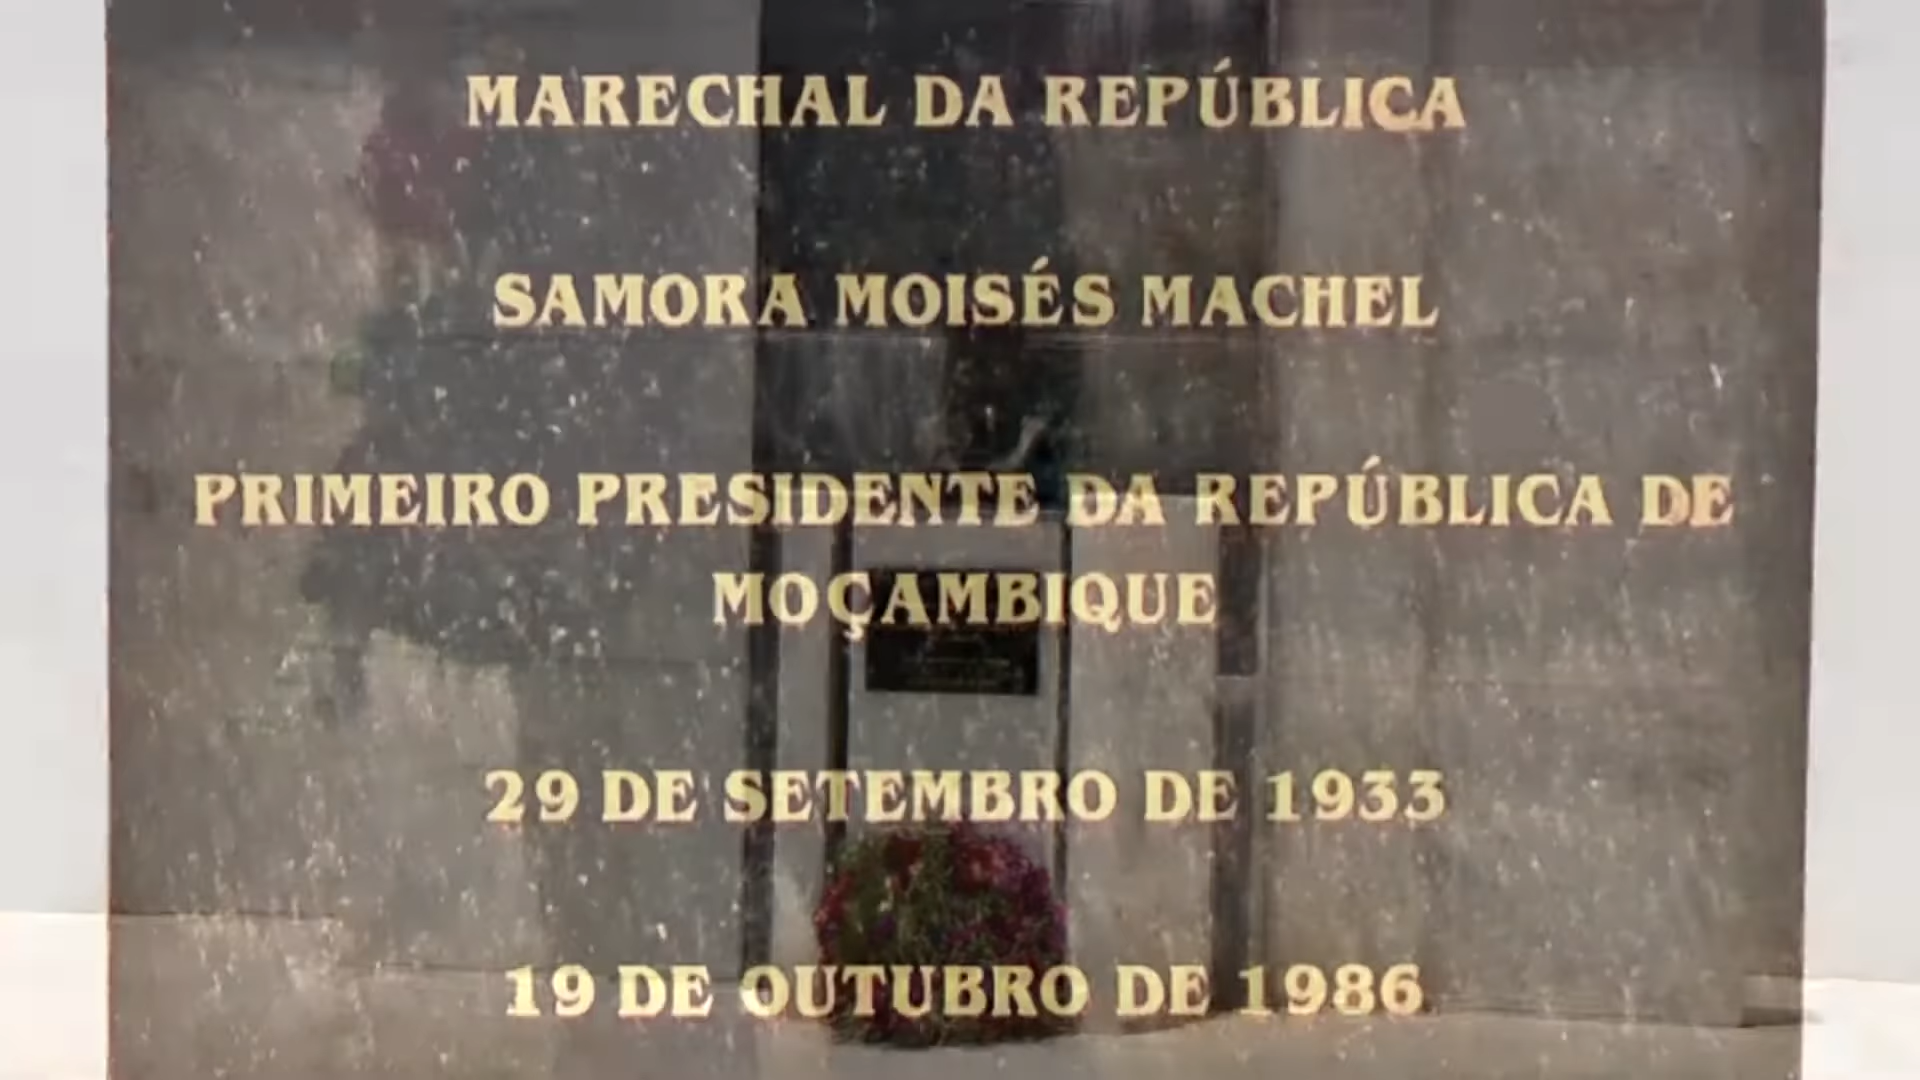 MARECHAL DA REPÚBLICA
SAMORA MOISÉS MACHEL
PRIMEIRO PRESIDENTE DA REPÚBLICA DE
MOÇAMBIQUE
29 DE SETEMBRO DE 1933
19 DE OUTUBRO DE 1986